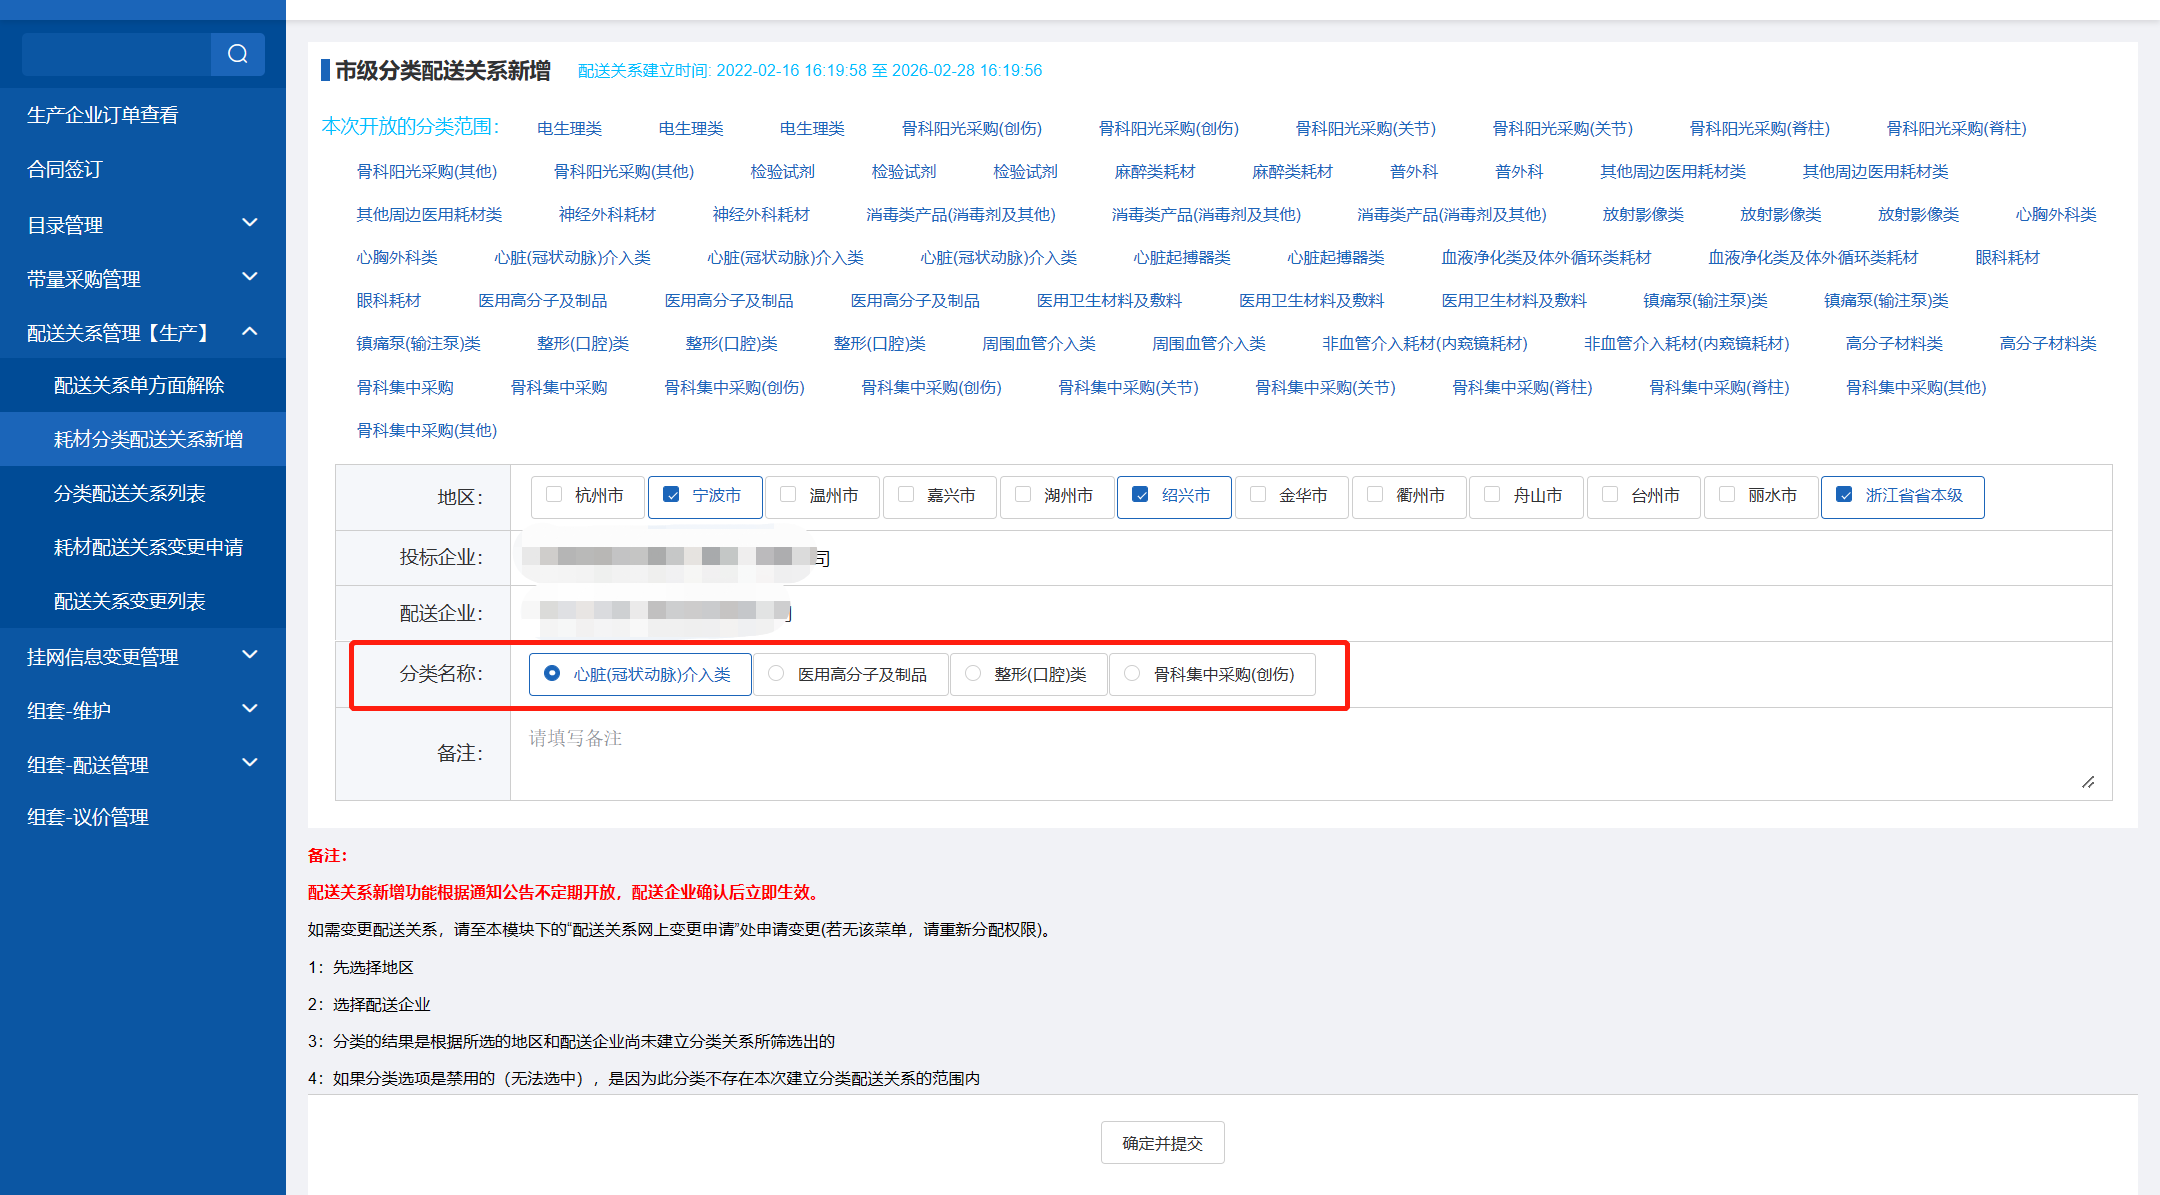 生产企业订单查看
合同签订
目录管理
带量采购管理
配送关系管理【生产】
配送关系单方面解除
耗材分类配送关系新增
分类配送关系列表
耗材配送关系变更申请
配送关系变更列表
挂网信息变更管理
组套-维护
组套-配送管理
组套-议价管理
市级分类配送关系新增 配送关系建立时间: 2022-02-16 16:19:58 至 2026-02-28 16:19:56
本次开放的分类范围: 电生理类 电生理类 电生理类 骨科阳光采购(创伤) 骨科阳光采购(创伤) 骨科阳光采购(关节) 骨科阳光采购(关节) 骨科阳光采购(脊柱) 骨科阳光采购(脊柱)
骨科阳光采购(其他) 骨科阳光采购(其他) 检验试剂 检验试剂 检验试剂 麻醉类耗材 麻醉类耗材 普外科 普外科 其他周边医用耗材类 其他周边医用耗材类
其他周边医用耗材类 神经外科耗材 神经外科耗材 消毒类产品(消毒剂及其他) 消毒类产品(消毒剂及其他) 消毒类产品(消毒剂及其他) 放射影像类 放射影像类 放射影像类 心胸外科类
心胸外科类 心脏(冠状动脉)介入类 心脏(冠状动脉)介入类 心脏(冠状动脉)介入类 心脏起搏器类 心脏起搏器类 血液净化类及体外循环类耗材 血液净化类及体外循环类耗材 眼科耗材
眼科耗材 医用高分子及制品 医用高分子及制品 医用高分子及制品 医用卫生材料及敷料 医用卫生材料及敷料 医用卫生材料及敷料 镇痛泵(输注泵)类 镇痛泵(输注泵)类
镇痛泵(输注泵)类 整形(口腔)类 整形(口腔)类 整形(口腔)类 周围血管介入类 周围血管介入类 非血管介入耗材(内窥镜耗材) 非血管介入耗材(内窥镜耗材) 高分子材料类 高分子材料类
骨科集中采购 骨科集中采购 骨科集中采购(创伤) 骨科集中采购(创伤) 骨科集中采购(关节) 骨科集中采购(关节) 骨科集中采购(脊柱) 骨科集中采购(脊柱) 骨科集中采购(其他)
骨科集中采购(其他)
地区: 杭州市 宁波市 温州市 嘉兴市 湖州市 绍兴市 金华市 衢州市 舟山市 台州市 丽水市 浙江省省本级
投标企业: 司
配送企业:
分类名称: 心脏(冠状动脉)介入类 医用高分子及制品 整形(口腔)类 骨科集中采购(创伤)
备注: 请填写备注
备注:
配送关系新增功能根据通知公告不定期开放，配送企业确认后立即生效。
如需变更配送关系，请至本模块下的“配送关系网上变更申请”处申请变更(若无该菜单，请重新分配权限)。
1：先选择地区
2：选择配送企业
3：分类的结果是根据所选的地区和配送企业尚未建立分类关系所筛选出的
4：如果分类选项是禁用的（无法选中），是因为此分类不存在本次建立分类配送关系的范围内
确定并提交